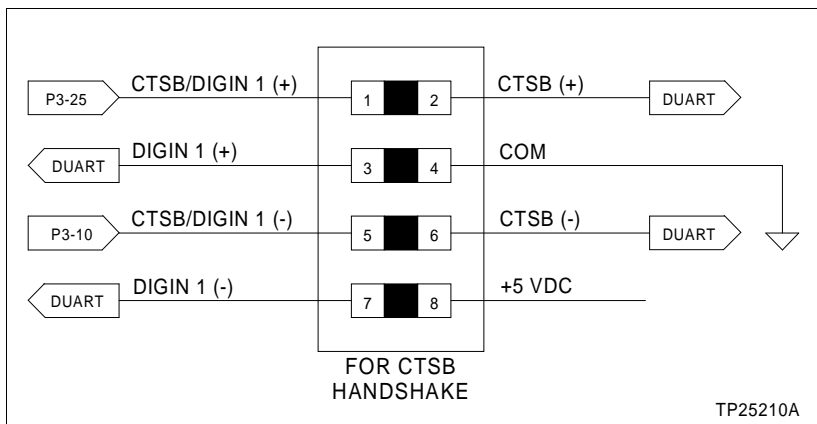 CTSB/DIGIN 1 (+)
CTSB (+)
P3-25
1
2
DUART
DIGIN 1 (+)
COM
DUART
3
4
CTSB/DIGIN 1 (-)
CTSB (-)
P3-10
5
6
DUART
DIGIN 1 (-)
+5 VDC
DUART
7
8
FOR CTSB
HANDSHAKE
TP25210A